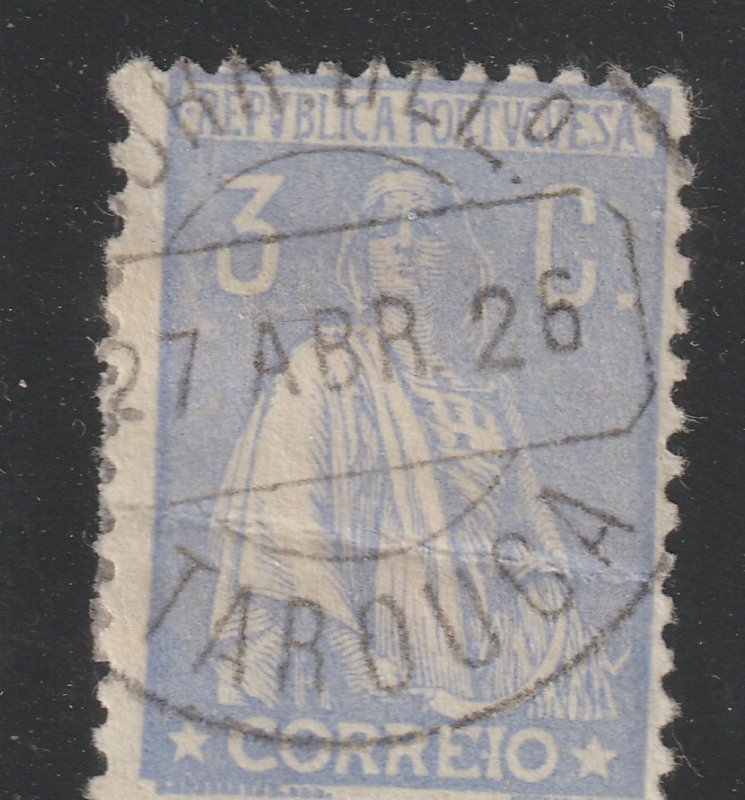 REPVBLICA PORTVGVESA
3 C.
27 ABR. 26
TAROUCA
CORREIO